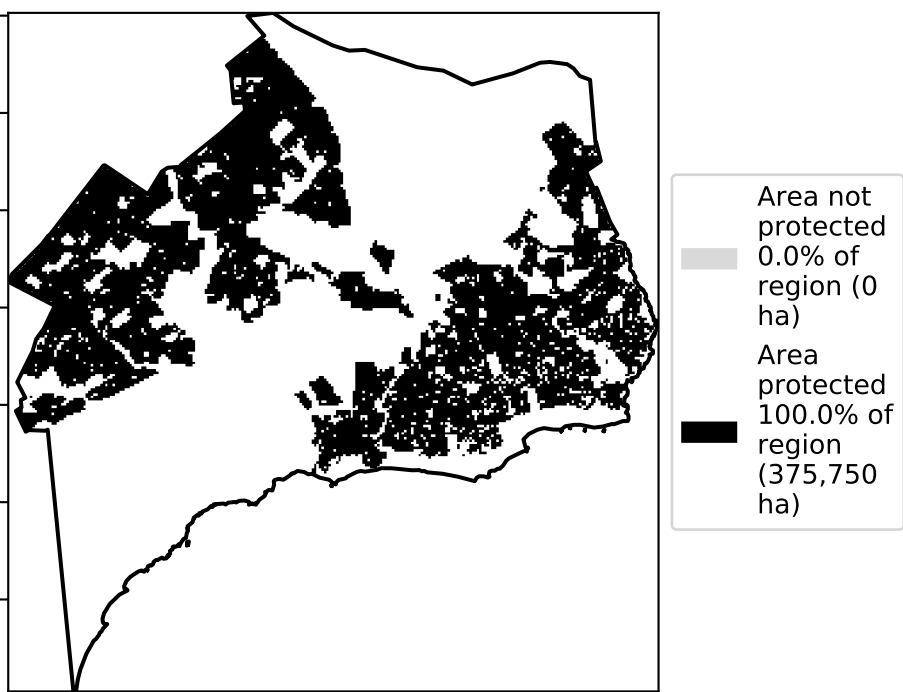 Area not
protected
0.0% of
region (0
ha)
Area
protected
100.0% of
region
(375,750
ha)